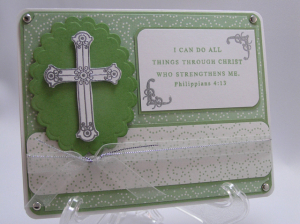 I CAN DO ALL
THINGS THROUGH CHRIST
WHO STRENGTHENS ME.
Philippians 4:13